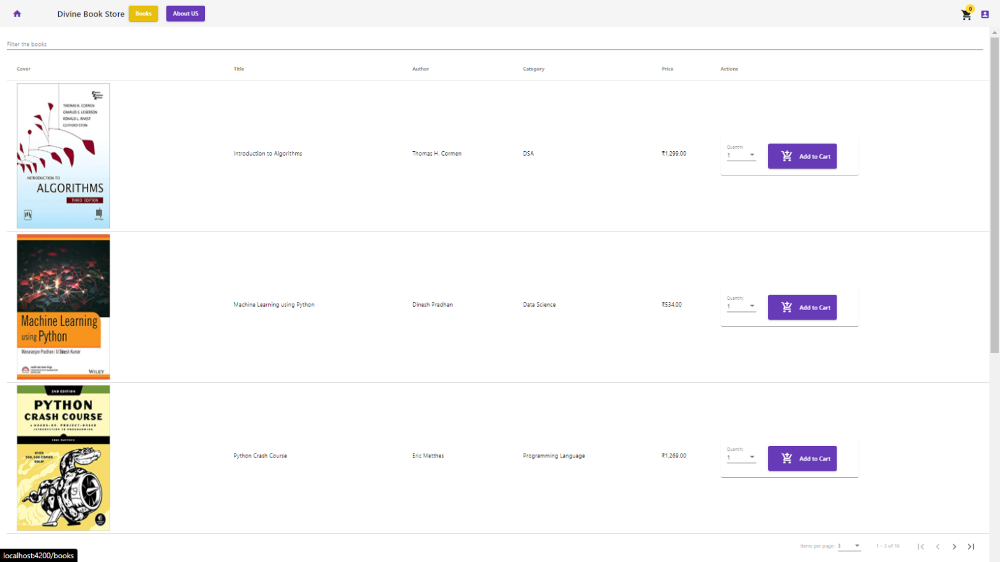 Divine Book Store Books About US 0
Filter the books
Cover Title Author Category Price Actions
THOMAS H. CORMEN
CHARLES E. LEISERSON
RONALD L. RIVEST
CLIFFORD STEIN
INTRODUCTION TO
ALGORITHMS
THIRD EDITION
Introduction to Algorithms Thomas H. Cormen DSA ₹1,299.00
Quantity
1
Add to Cart
Machine Learning
using Python
Manaranjan Pradhan | U Dinesh Kumar
WILEY
Machine Learning using Python Dinesh Pradhan Data Science ₹534.00
Quantity
1
Add to Cart
2ND EDITION
PYTHON
CRASH COURSE
A HANDS-ON, PROJECT-BASED
INTRODUCTION TO PROGRAMMING
ERIC MATTHES
OVER
500,000 COPIES
SOLD!
Python Crash Course Eric Metthes Programming Language ₹1,269.00
Quantity
1
Add to Cart
Items per page: 3 1 – 3 of 16
localhost:4200/books